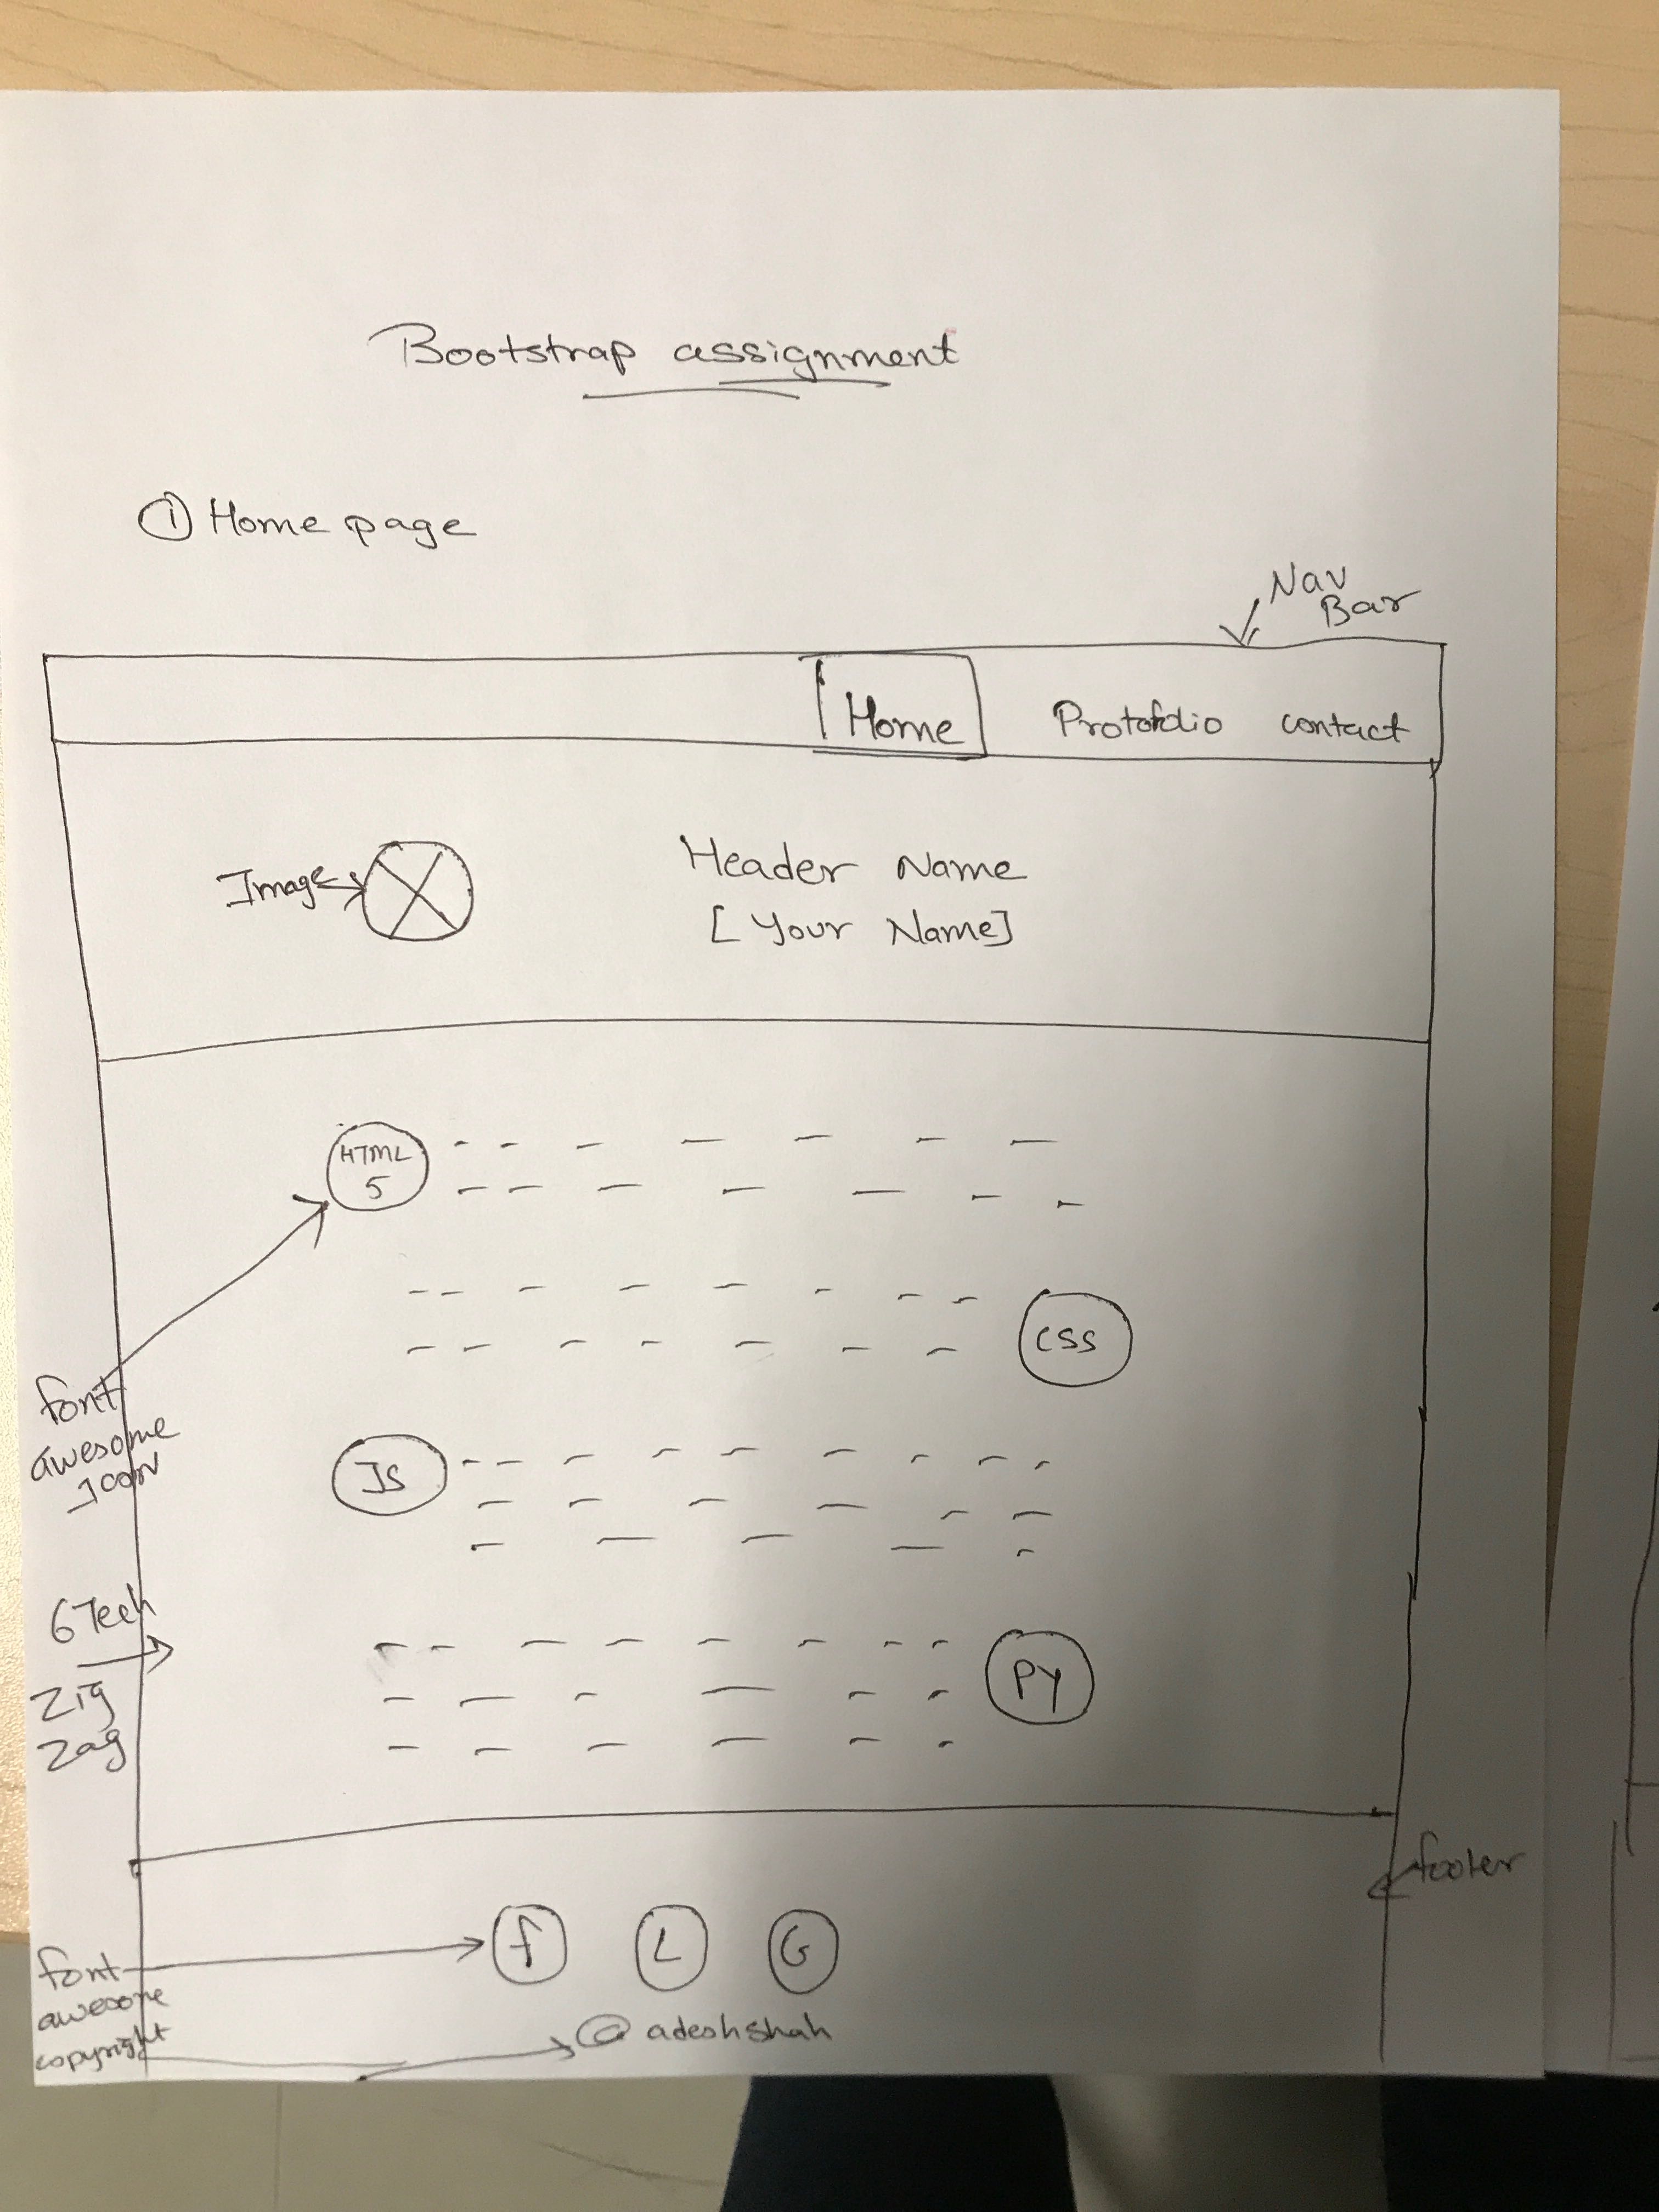 Bootstrap assignment
① Home page
Nav
Bar
Home Protofolio contact
Image
Header Name
[Your Name]
HTML
5
CSS
font
awesome
Icon
JS
6 Tech
Zig
Zag
PY
footer
f L G
font
awesome
copyright
@ adeshshah